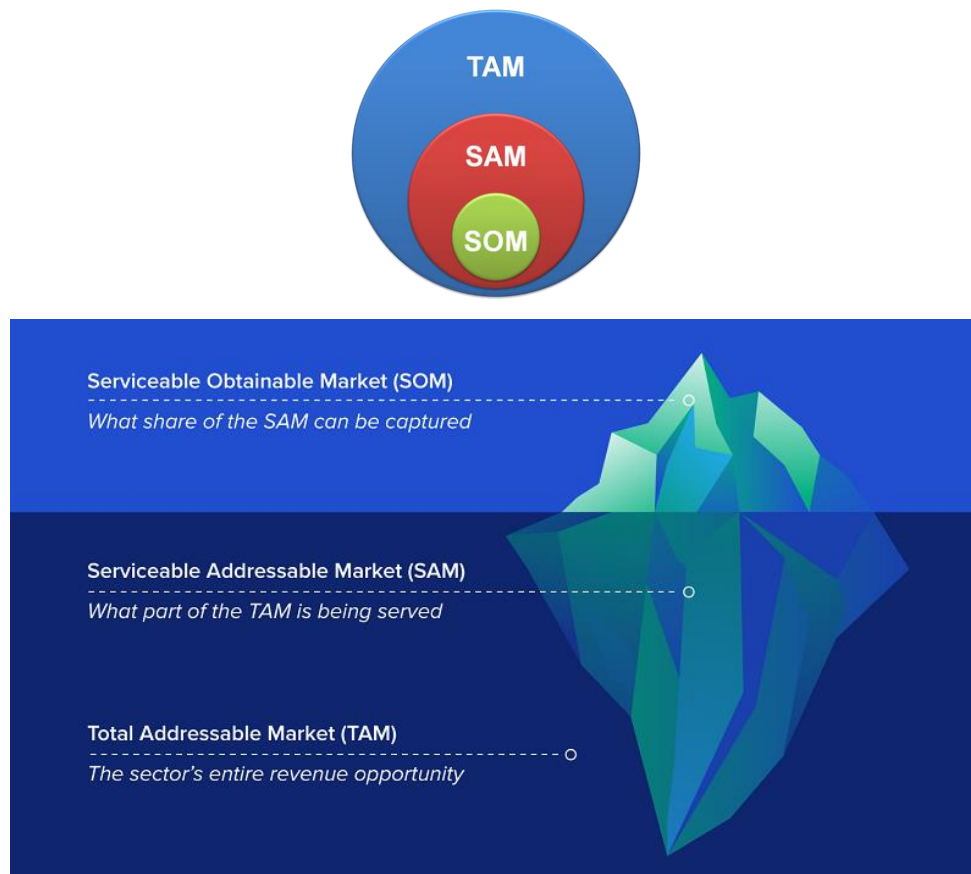 TAM
SAM
SOM
Serviceable Obtainable Market (SOM)
What share of the SAM can be captured
Serviceable Addressable Market (SAM)
What part of the TAM is being served
Total Addressable Market (TAM)
The sector’s entire revenue opportunity